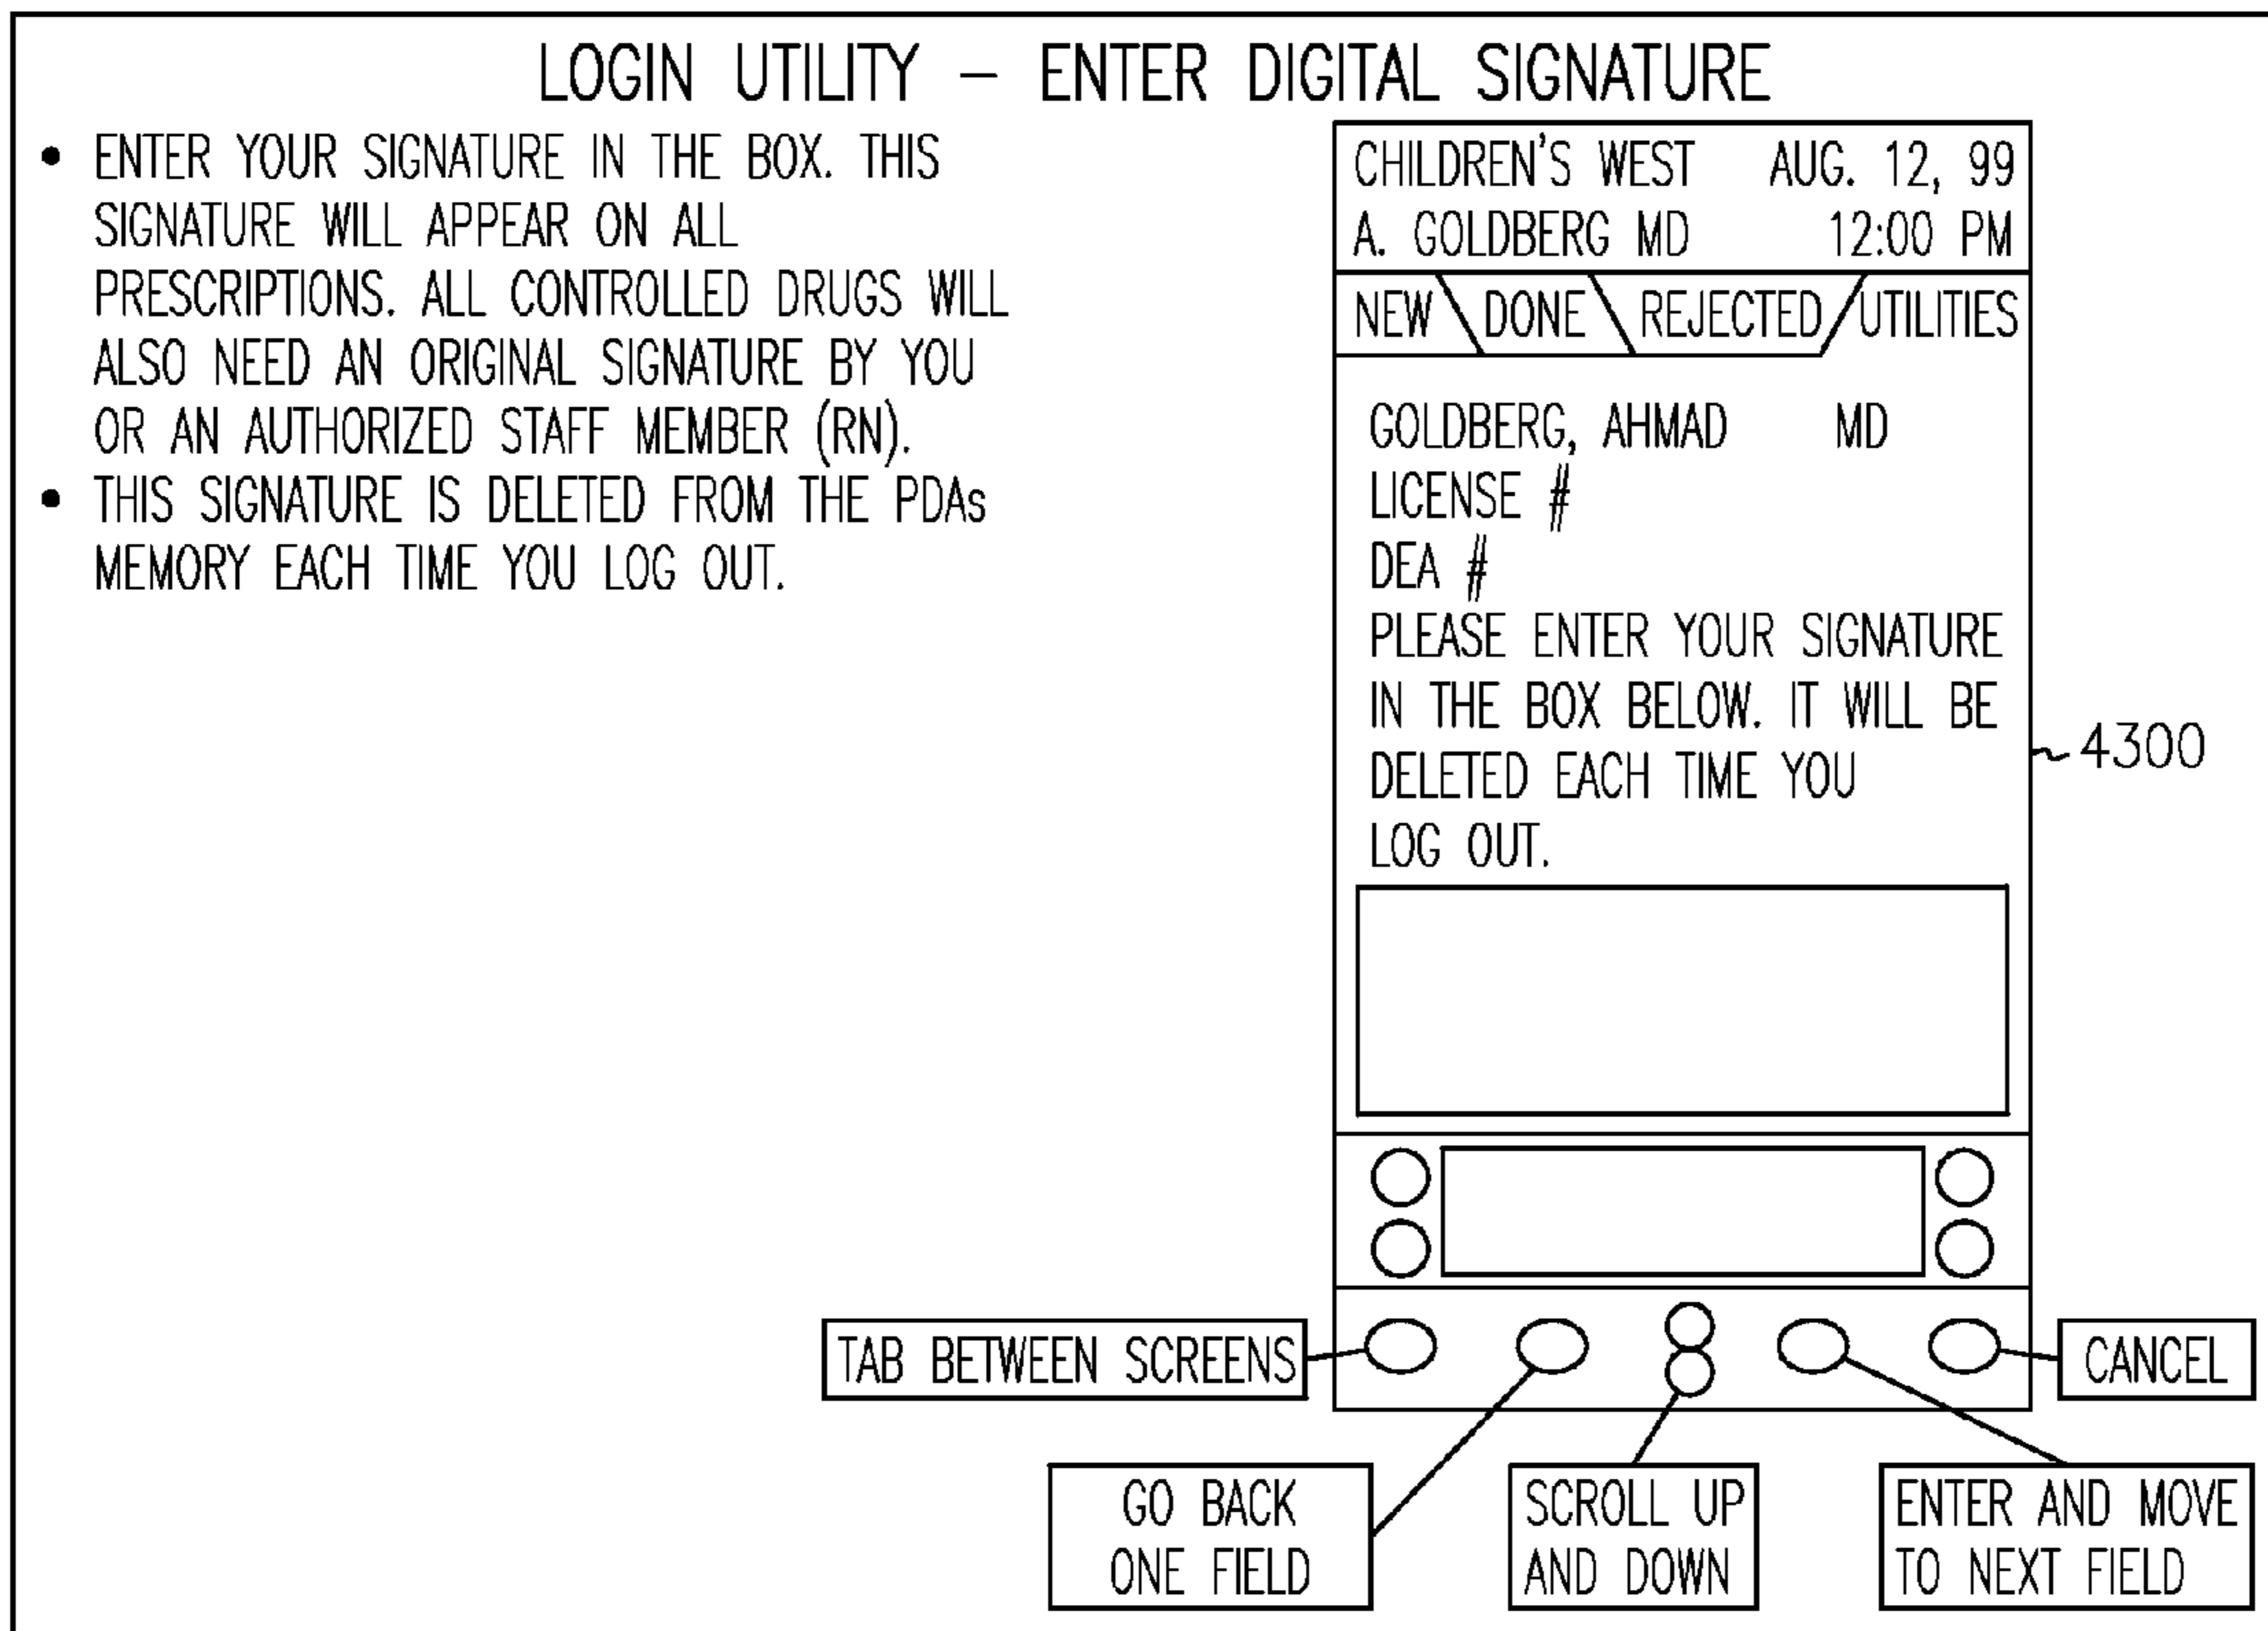 LOGIN UTILITY – ENTER DIGITAL SIGNATURE
• ENTER YOUR SIGNATURE IN THE BOX. THIS
SIGNATURE WILL APPEAR ON ALL
PRESCRIPTIONS. ALL CONTROLLED DRUGS WILL
ALSO NEED AN ORIGINAL SIGNATURE BY YOU
OR AN AUTHORIZED STAFF MEMBER (RN).
• THIS SIGNATURE IS DELETED FROM THE PDAs
MEMORY EACH TIME YOU LOG OUT.
CHILDREN'S WEST AUG. 12, 99
A. GOLDBERG MD 12:00 PM
NEW DONE REJECTED UTILITIES
GOLDBERG, AHMAD MD
LICENSE #
DEA #
PLEASE ENTER YOUR SIGNATURE
IN THE BOX BELOW. IT WILL BE
DELETED EACH TIME YOU
LOG OUT.
4300
TAB BETWEEN SCREENS
CANCEL
GO BACK
ONE FIELD
SCROLL UP
AND DOWN
ENTER AND MOVE
TO NEXT FIELD